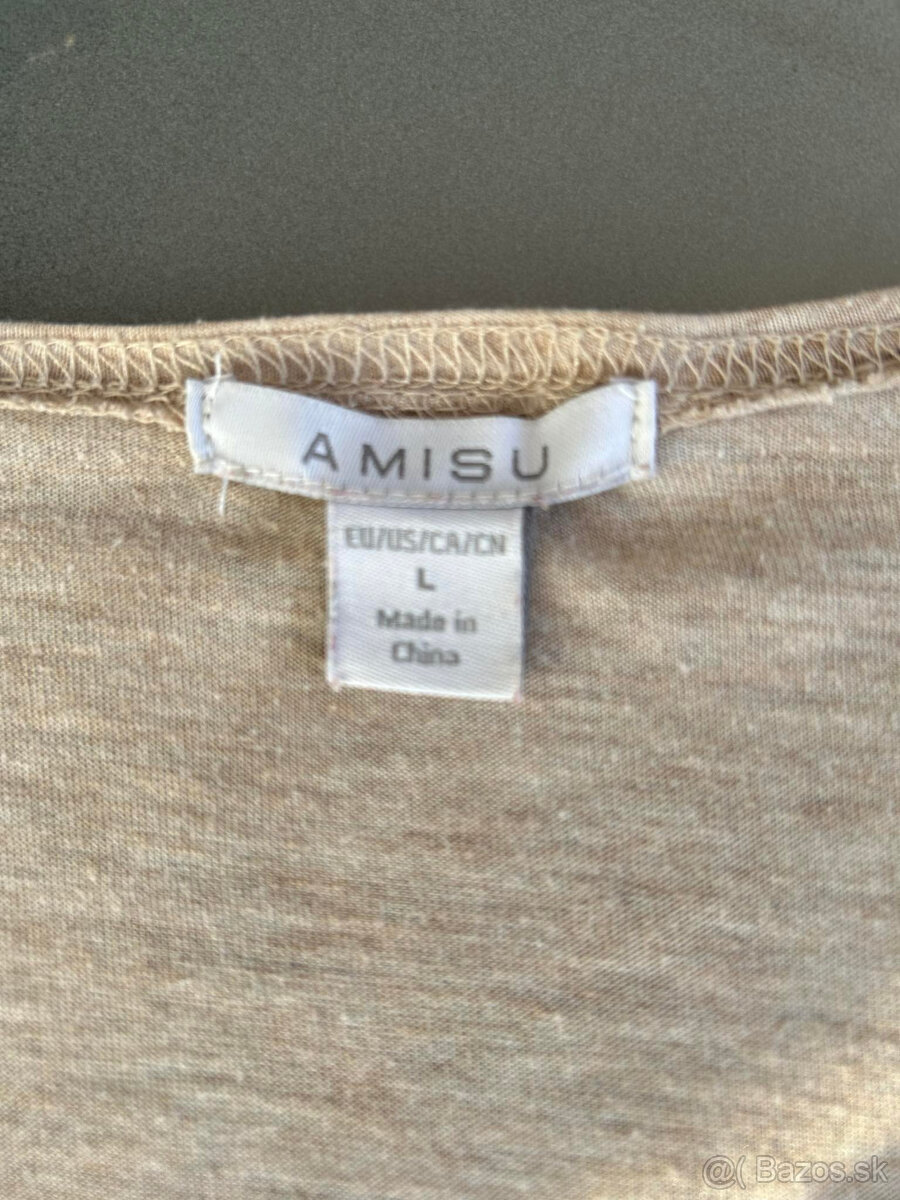 AMISU
EU/US/CA/CN
L
Made in
China
@( Bazos.sk